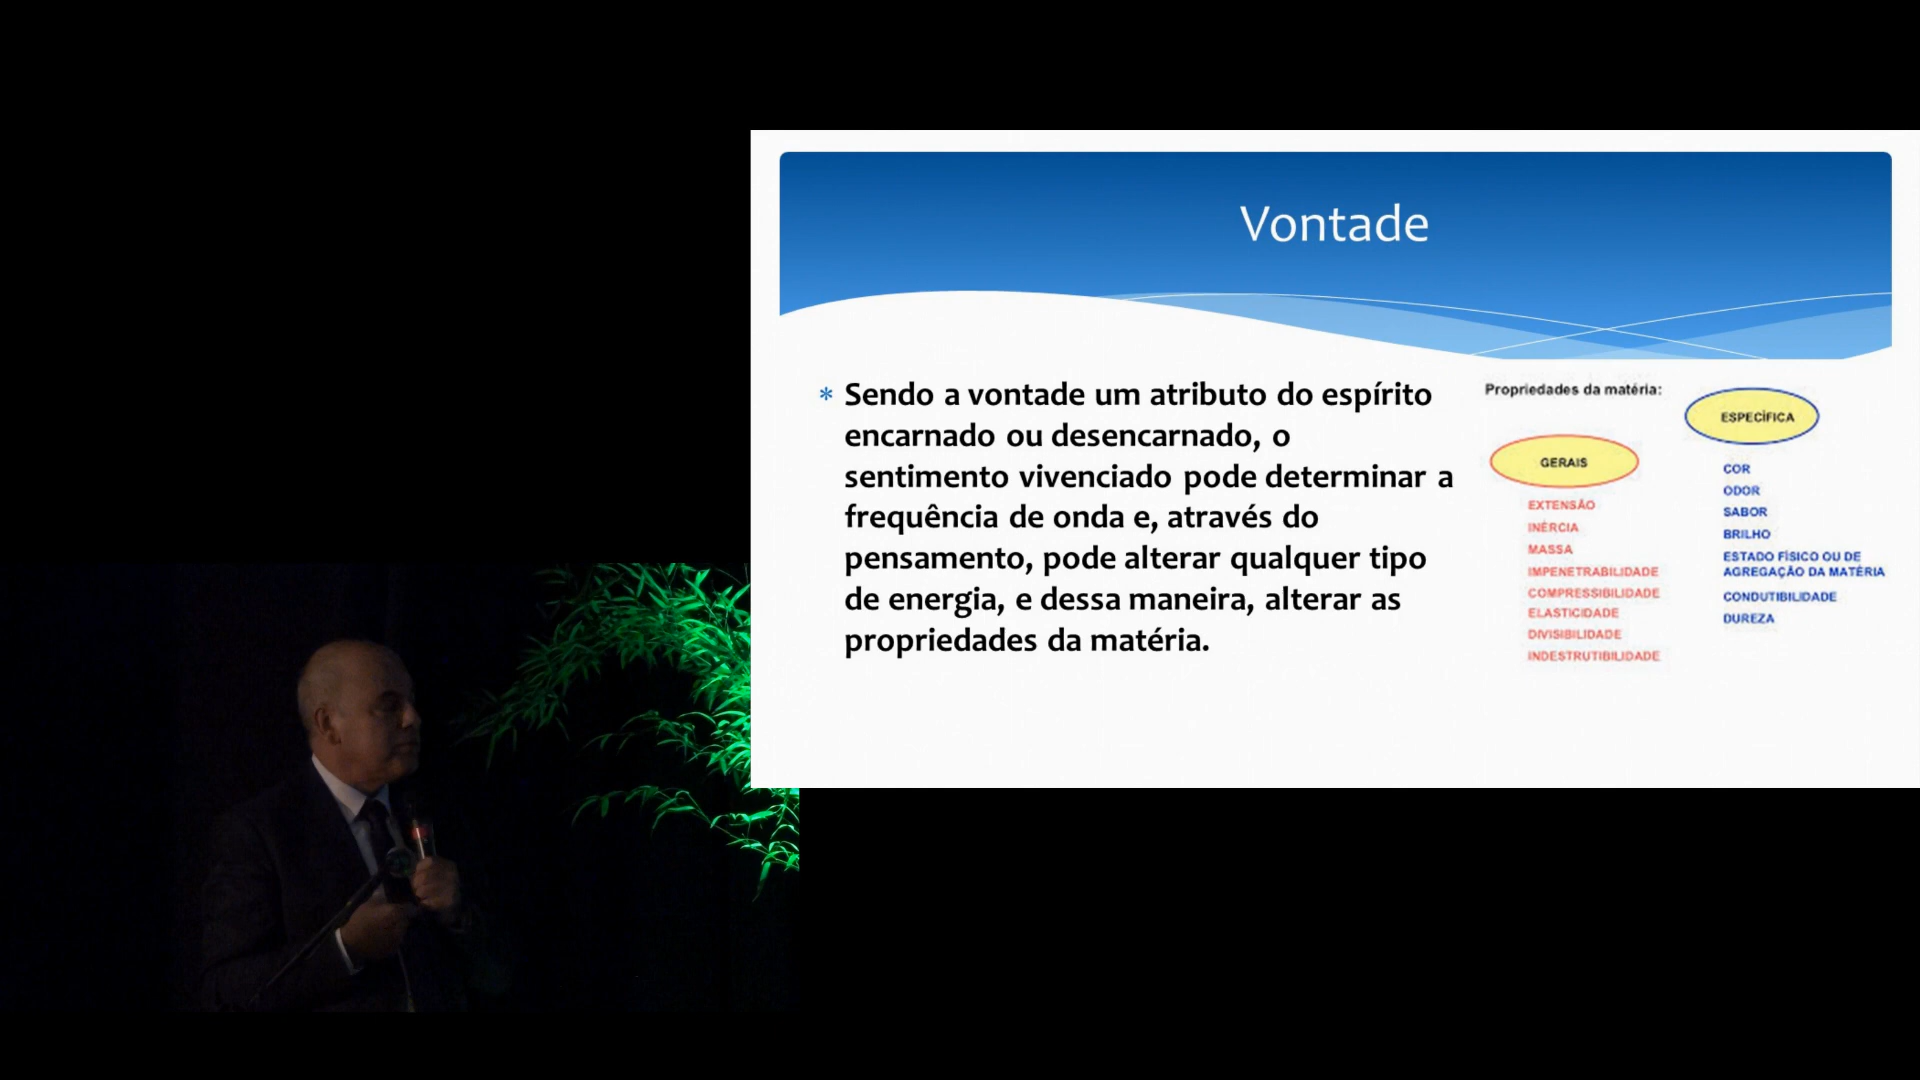 Vontade
* Sendo a vontade um atributo do espírito
encarnado ou desencarnado, o
sentimento vivenciado pode determinar a
frequência de onda e, através do
pensamento, pode alterar qualquer tipo
de energia, e dessa maneira, alterar as
propriedades da matéria.
Propriedades da matéria:
GERAIS
EXTENSÃO
INÉRCIA
MASSA
IMPENETRABILIDADE
COMPRESSIBILIDADE
ELASTICIDADE
DIVISIBILIDADE
INDESTRUTIBILIDADE
ESPECÍFICA
COR
ODOR
SABOR
BRILHO
ESTADO FÍSICO OU DE
AGREGAÇÃO DA MATÉRIA
CONDUTIBILIDADE
DUREZA